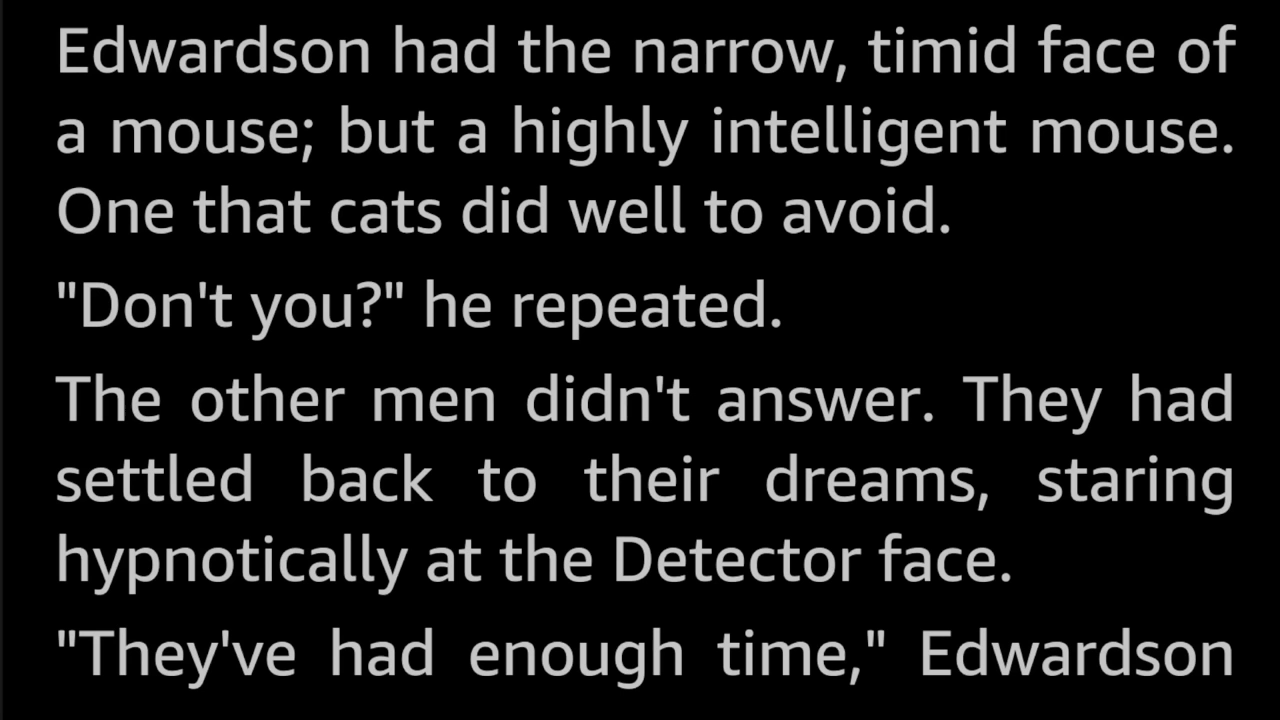 Edwardson had the narrow, timid face of
a mouse; but a highly intelligent mouse.
One that cats did well to avoid.
"Don't you?" he repeated.
The other men didn't answer. They had
settled back to their dreams, staring
hypnotically at the Detector face.
"They've had enough time," Edwardson